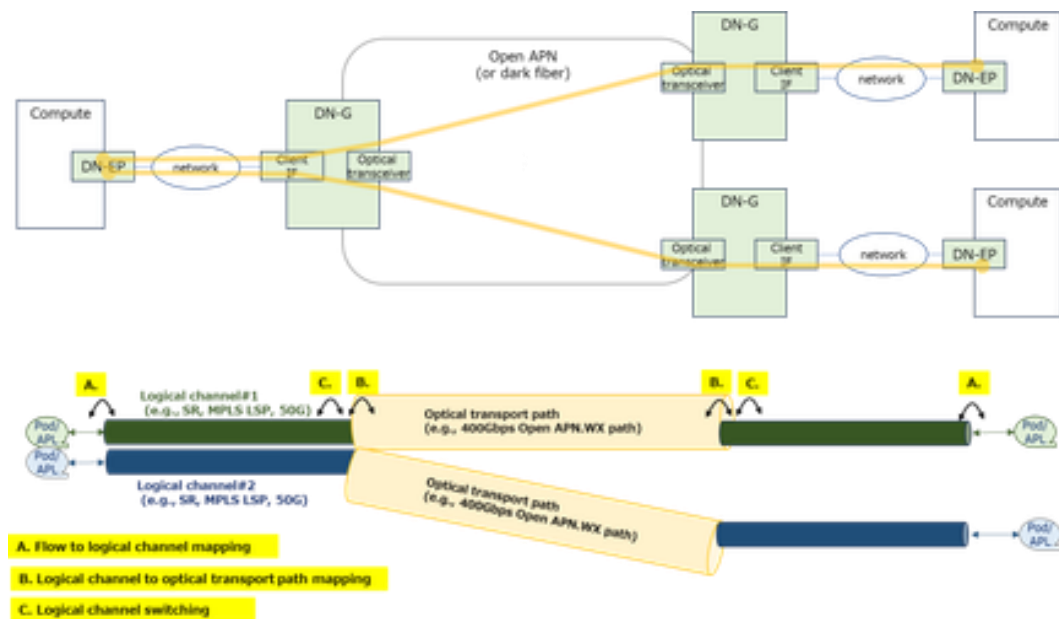 DN-G
Compute
Open APN
(or dark fiber)
Optical
transceiver
Client
IF
network
DN-EP
DN-G
Compute
DN-EP
network
Client
IF
Optical
transceiver
DN-G
Compute
Optical
transceiver
Client
IF
network
DN-EP
A.
Logical channel#1
(e.g., SR, MPLS LSP, 50G)
C.
B.
B.
C.
A.
Optical transport path
(e.g., 400Gbps Open APN.WX path)
Pod/
APL
Pod/
APL
Pod/
APL
Logical channel#2
(e.g., SR, MPLS LSP, 50G)
Optical transport path
(e.g., 400Gbps Open APN.WX path)
Pod/
APL
A. Flow to logical channel mapping
B. Logical channel to optical transport path mapping
C. Logical channel switching